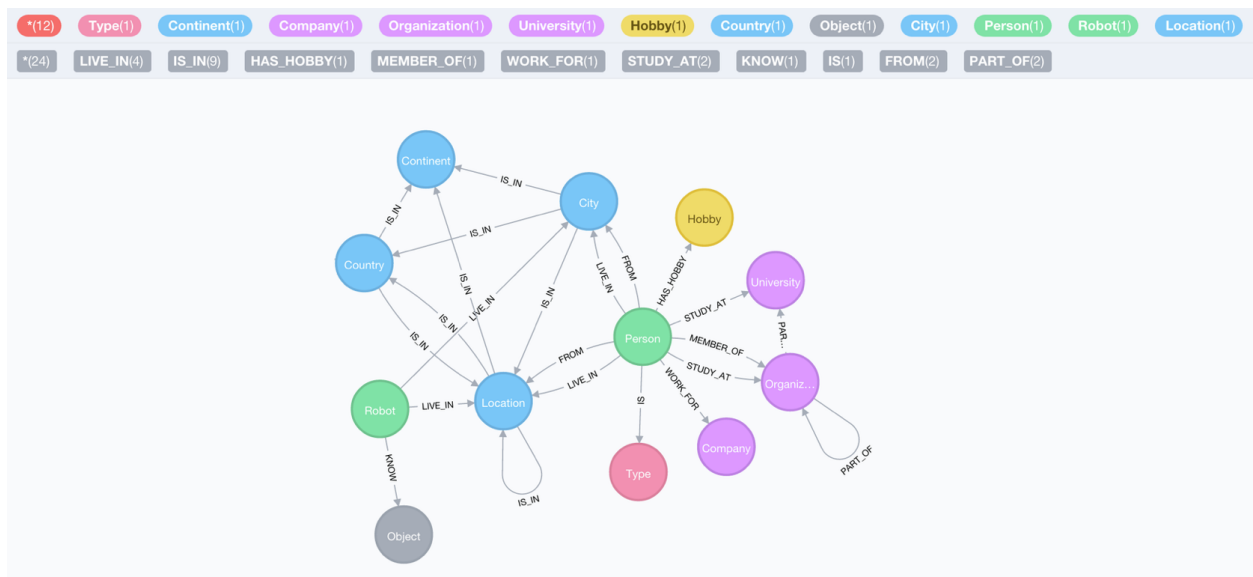 *(12) Type(1) Continent(1) Company(1) Organization(1) University(1) Hobby(1) Country(1) Object(1) City(1) Person(1) Robot(1) Location(1)
*(24) LIVE_IN(4) IS_IN(9) HAS_HOBBY(1) MEMBER_OF(1) WORK_FOR(1) STUDY_AT(2) KNOW(1) IS(1) FROM(2) PART_OF(2)
Continent
IS_IN
City
Hobby
IS_IN
IS_IN
Country
FROM
LIVE_IN
HAS_HOBBY
University
IS_IN
LIVE_IN
IS_IN
STUDY_AT
IS_IN
IS_IN
Person
MEMBER_OF
PAR...
FROM
STUDY_AT
LIVE_IN
WORK_FOR
Organiz...
Robot
LIVE_IN
Location
IS
Company
PART_OF
KNOW
Type
IS_IN
Object